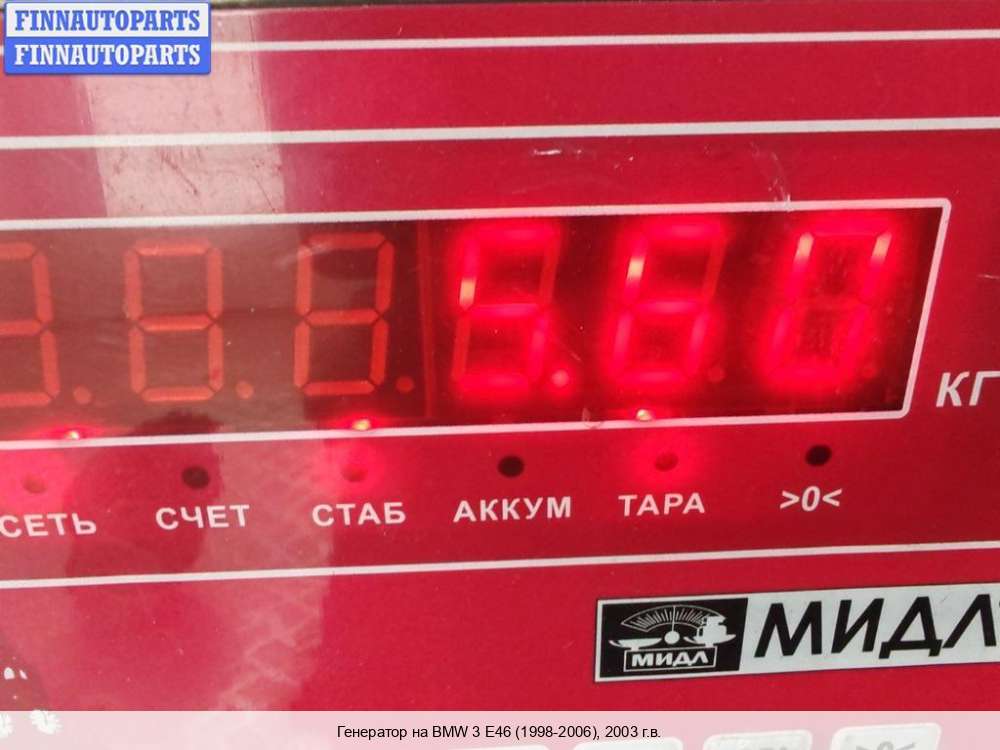 FINNAUTOPARTS
FINNAUTOPARTS
5.60
КГ
СЕТЬ СЧЕТ СТАБ АККУМ ТАРА >0<
МИДЛ МИДЛ
Генератор на BMW 3 E46 (1998-2006), 2003 г.в.